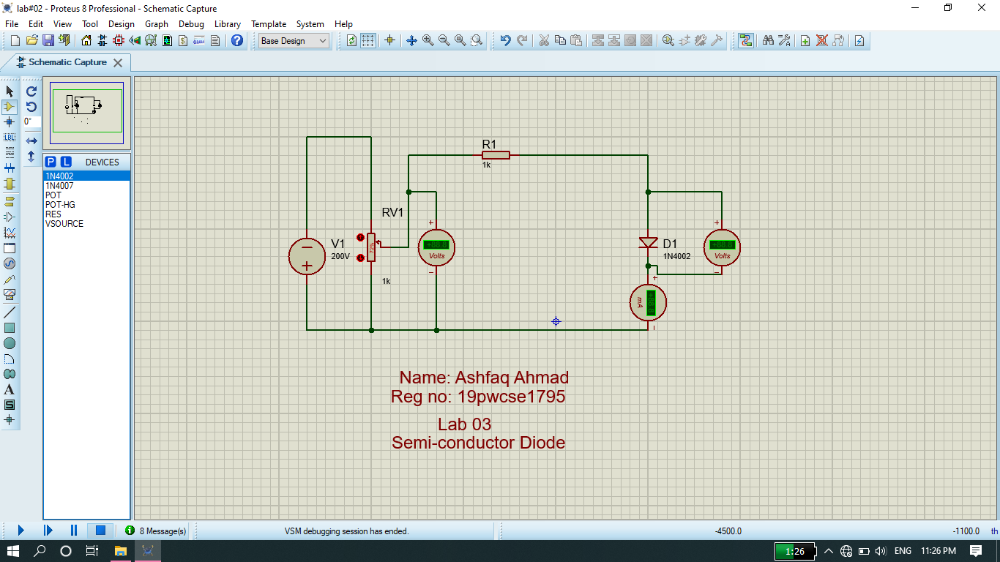 lab#02 - Proteus 8 Professional - Schematic Capture
File Edit View Tool Design Graph Debug Library Template System Help
Base Design
Schematic Capture
0°
LBL
P L DEVICES
1N4002
1N4007
POT
POT-HG
RES
VSOURCE
A
S
R1
1k
RV1
72%
1k
V1
200V
+
Volts
−
D1
1N4002
+
Volts
−
+
mA
Name: Ashfaq Ahmad
Reg no: 19pwcse1795
Lab 03
Semi-conductor Diode
8 Message(s)
VSM debugging session has ended.
-4500.0
-1100.0
th
1:26
ENG
11:26 PM